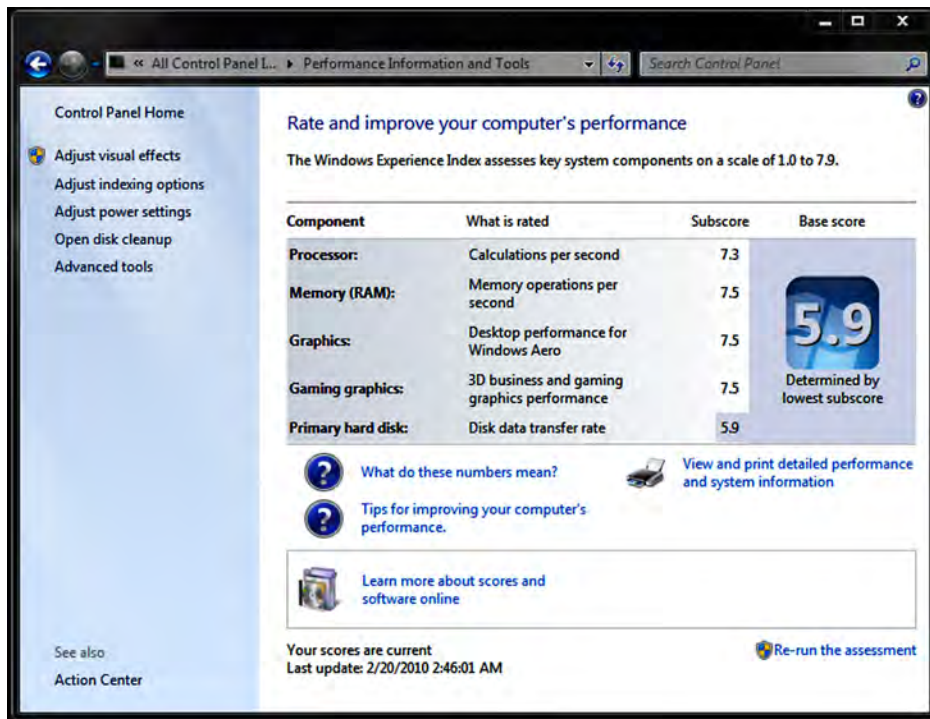 « All Control Panel I... ▸ Performance Information and Tools
Search Control Panel
Control Panel Home
Adjust visual effects
Adjust indexing options
Adjust power settings
Open disk cleanup
Advanced tools
See also
Action Center
Rate and improve your computer's performance
The Windows Experience Index assesses key system components on a scale of 1.0 to 7.9.
Component What is rated Subscore Base score
Processor: Calculations per second 7.3
Memory (RAM): Memory operations per
second 7.5
Graphics: Desktop performance for
Windows Aero 7.5
Gaming graphics: 3D business and gaming
graphics performance 7.5
Primary hard disk: Disk data transfer rate 5.9
5.9
Determined by
lowest subscore
What do these numbers mean?
View and print detailed performance
and system information
Tips for improving your computer's
performance.
Learn more about scores and
software online
Your scores are current
Last update: 2/20/2010 2:46:01 AM
Re-run the assessment